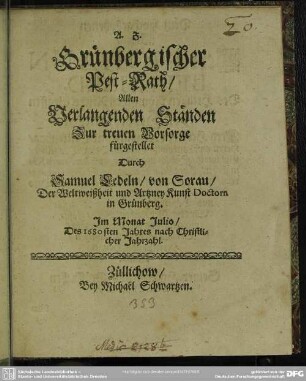 A. F.
Grünbergischer
Pest-Rath/
Allen
Verlangenden Ständen
Zur treuen Vorsorge
fürgestellet
Durch
Samuel Ledeln/ von Sorau/
Der Weltweißheit und Artzney Kunst Doctorn
in Grünberg.
Im Monat Julio/
Des 1680sten Jahres nach Christli-
cher Jahrzahl.
Züllichow/
Bey Michael Schwartzen.
353